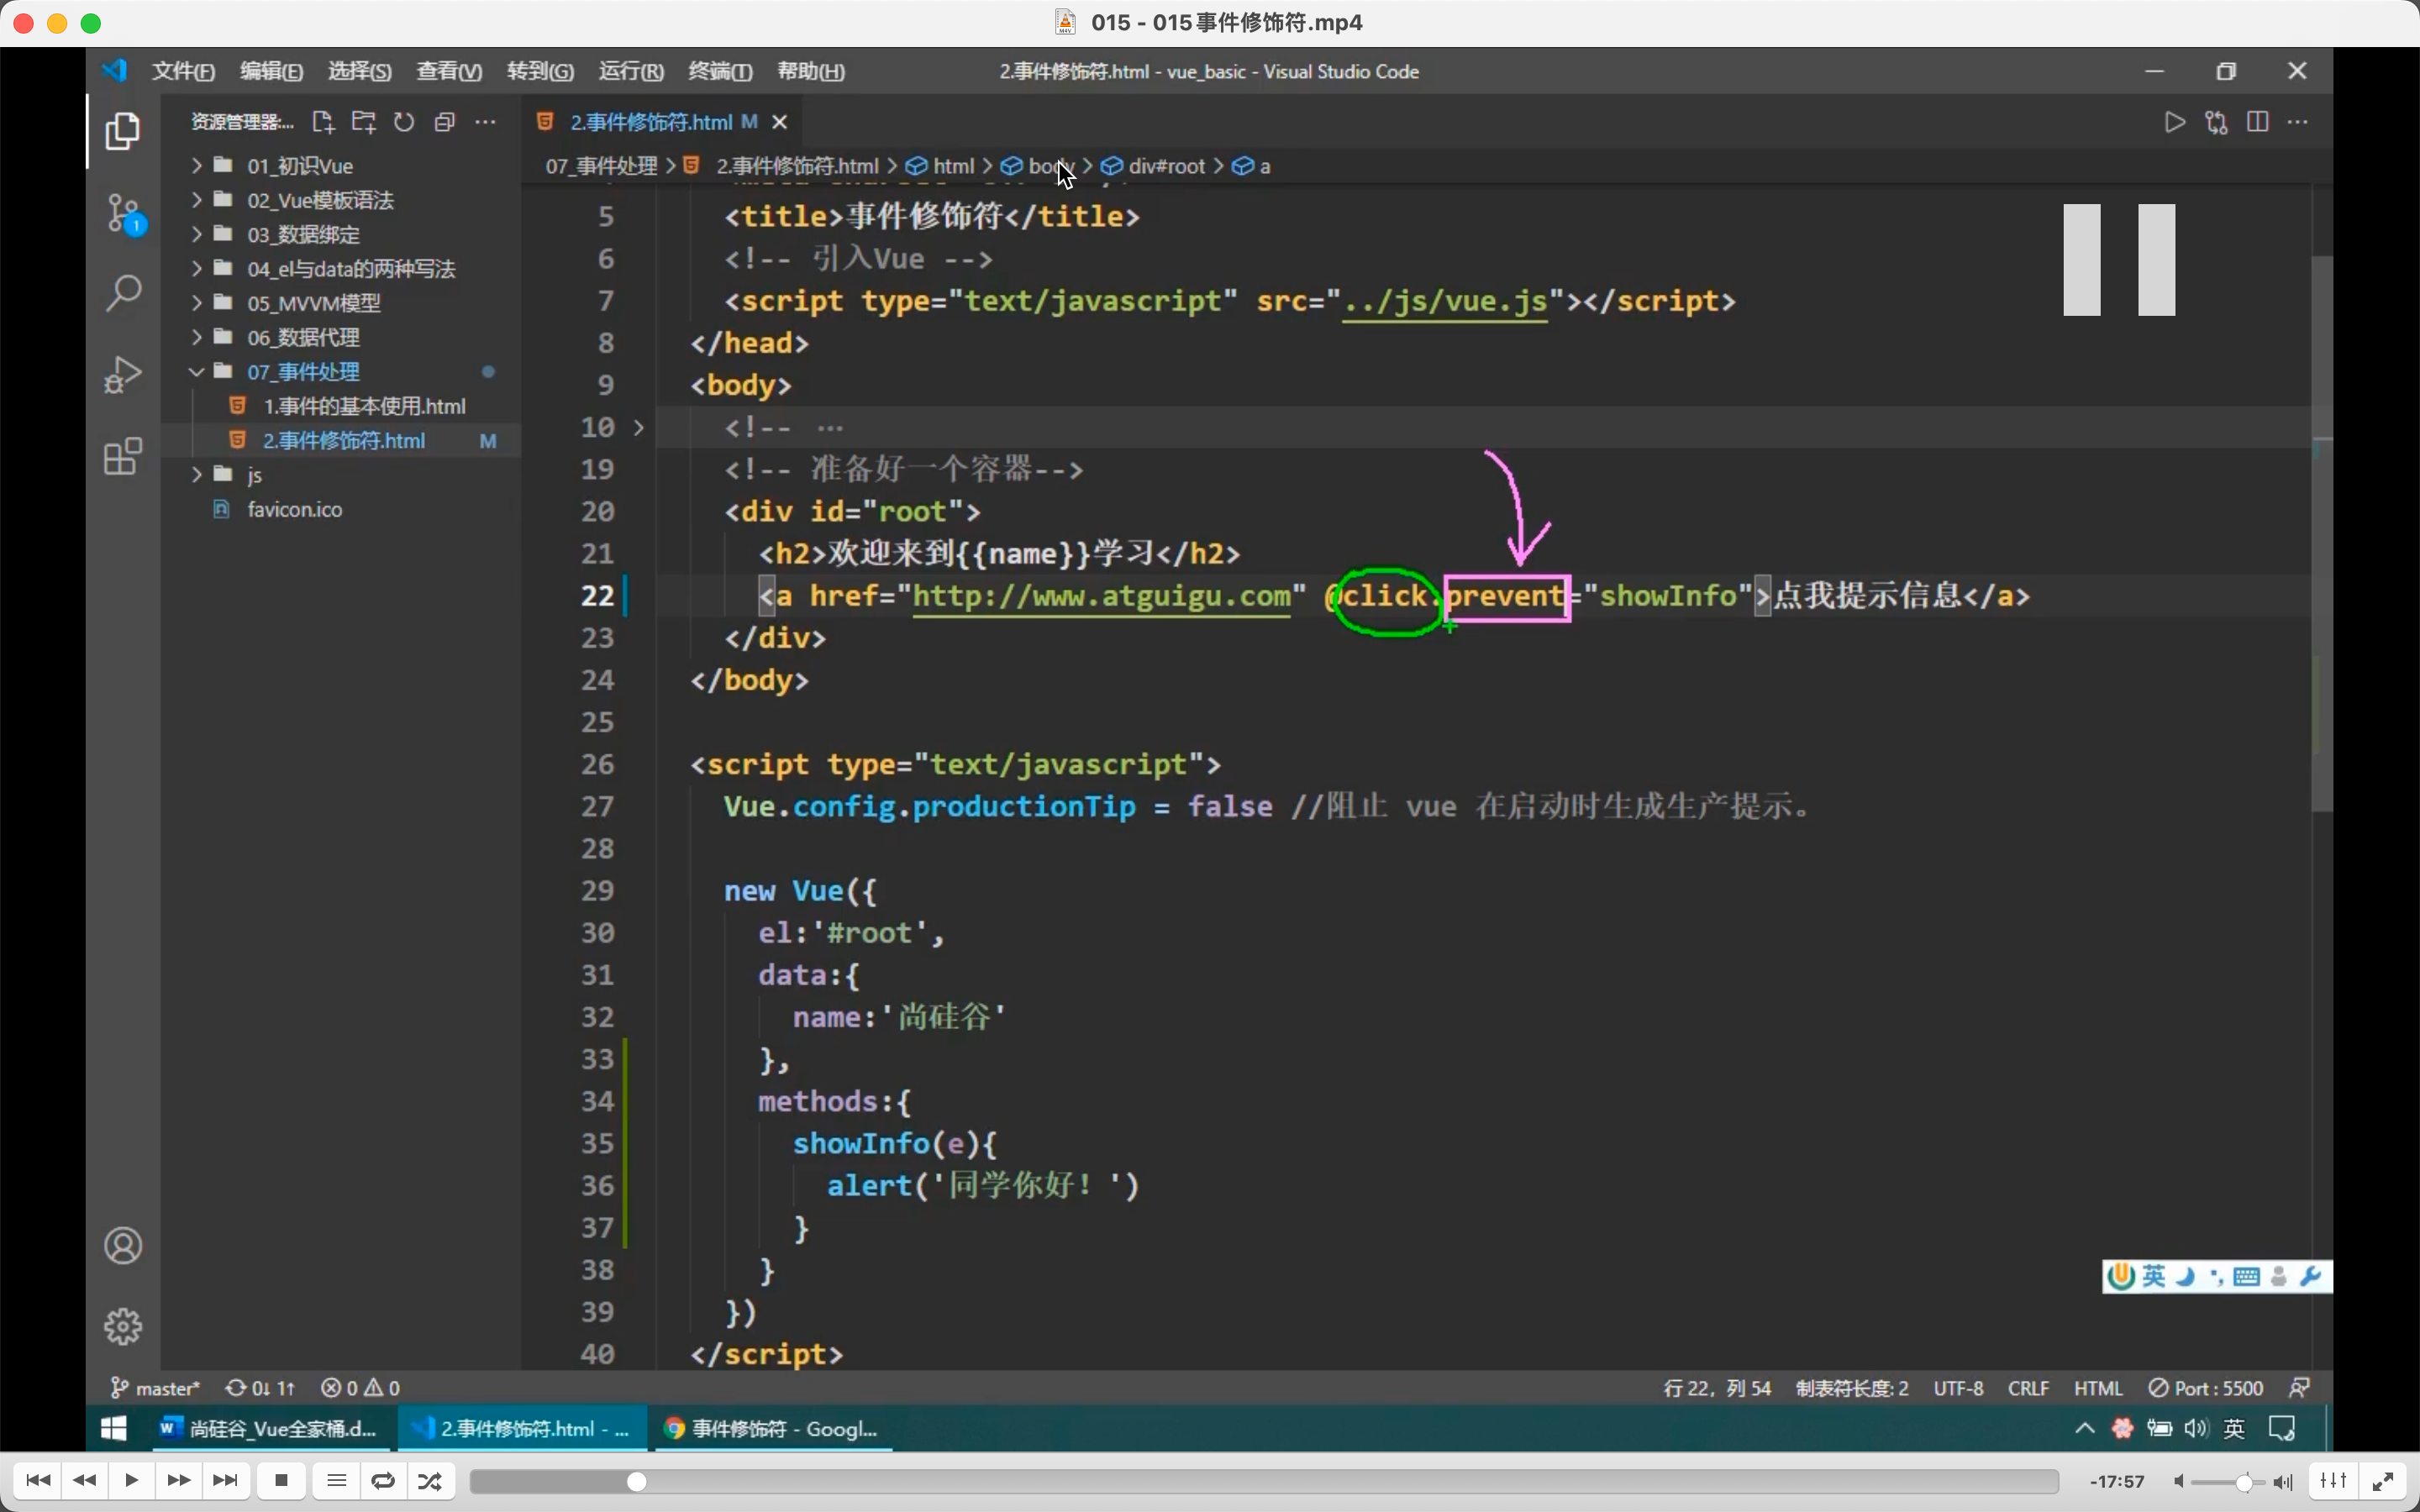 015 - 015事件修饰符.mp4
文件(F) 编辑(E) 选择(S) 查看(V) 转到(G) 运行(R) 终端(T) 帮助(H) 2.事件修饰符.html - vue_basic - Visual Studio Code
资源管理器:...
01_初识Vue
02_Vue模板语法
03_数据绑定
04_el与data的两种写法
05_MVVM模型
06_数据代理
07_事件处理
1.事件的基本使用.html
2.事件修饰符.html M
js
favicon.ico
1
2.事件修饰符.html M
07_事件处理 > 2.事件修饰符.html > html > body > div#root > a
5 <title>事件修饰符</title>
6 <!-- 引入Vue -->
7 <script type="text/javascript" src="../js/vue.js"></script>
8 </head>
9 <body>
10 <!-- ...
19 <!-- 准备好一个容器-->
20 <div id="root">
21 <h2>欢迎来到{{name}}学习</h2>
22 <a href="http://www.atguigu.com" @click.prevent="showInfo">点我提示信息</a>
23 </div>
24 </body>
25
26 <script type="text/javascript">
27 Vue.config.productionTip = false //阻止 vue 在启动时生成生产提示。
28
29 new Vue({
30 el:'#root',
31 data:{
32 name:'尚硅谷'
33 },
34 methods:{
35 showInfo(e){
36 alert('同学你好！')
37 }
38 }
39 })
40 </script>
英
master* 0↓ 1↑ 0 0 行 22，列 54 制表符长度: 2 UTF-8 CRLF HTML Port : 5500
尚硅谷_Vue全家桶.d... 2.事件修饰符.html - ... 事件修饰符 - Googl... 英
-17:57